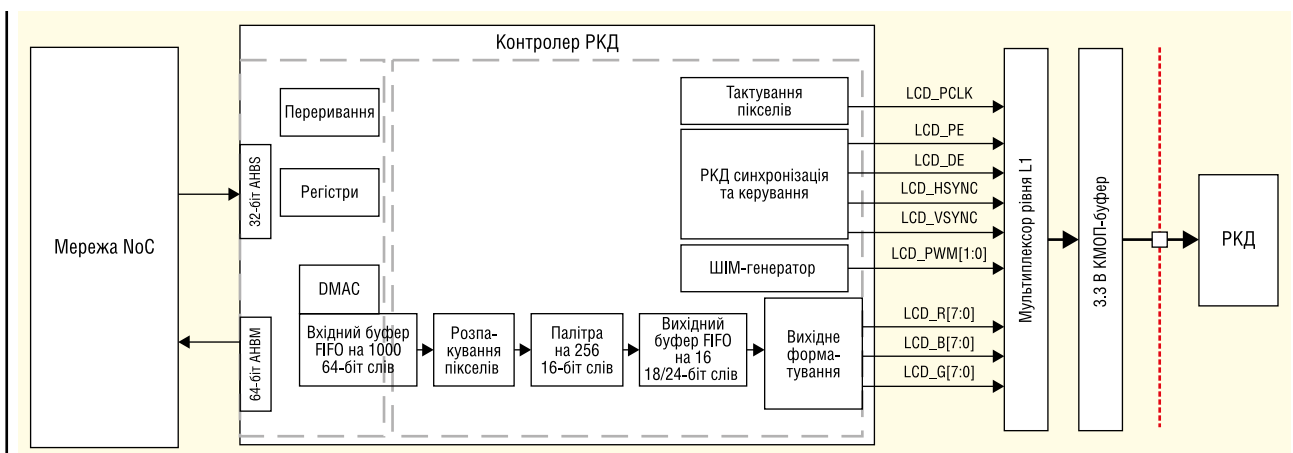 Контролер РКД
Мережа NoC
32-біт AHBS
64-біт AHBM
Переривання
Регістри
DMAC
Вхідний буфер
FIFO на 1000
64-біт слів
Розпа-
кування
пікселів
Палітра
на 256
16-біт слів
Вихідний
буфер FIFO
на 16
18/24-біт слів
Вихідне
форма-
тування
Тактування
пікселів
РКД синхронізація
та керування
ШІМ-генератор
LCD_PCLK
LCD_PE
LCD_DE
LCD_HSYNC
LCD_VSYNC
LCD_PWM[1:0]
LCD_R[7:0]
LCD_B[7:0]
LCD_G[7:0]
Мультиплексор рівня L1
3.3 В КМОП-буфер
РКД